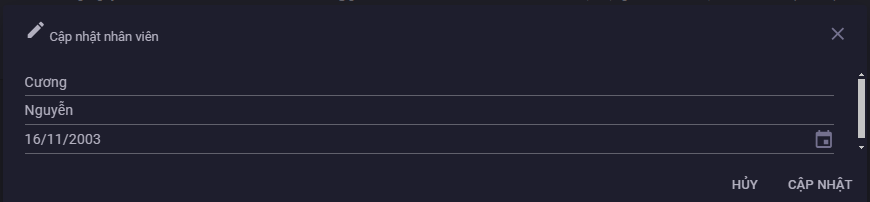 Cập nhật nhân viên
Cương
Nguyễn
16/11/2003
HỦY CẬP NHẬT